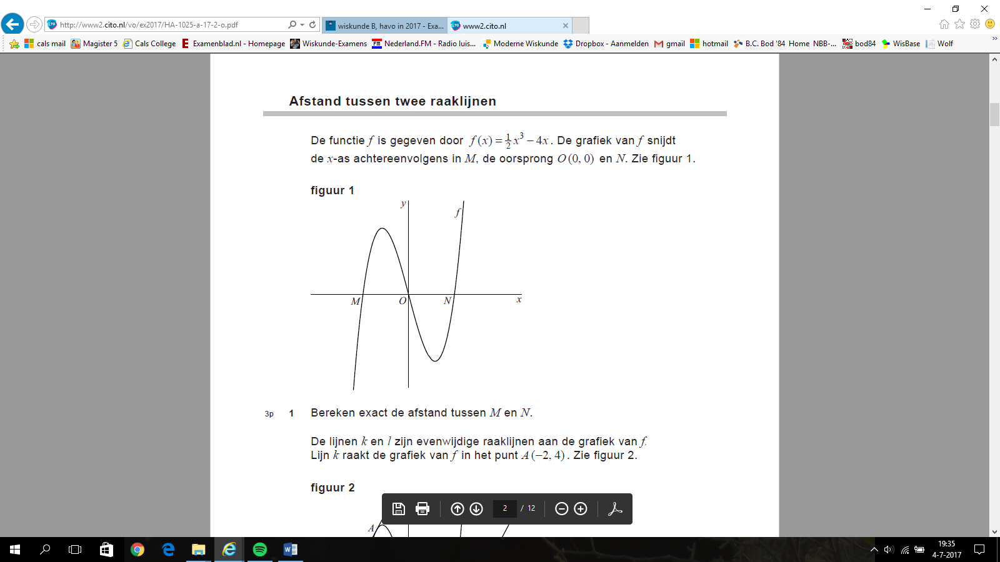 http://www2.cito.nl/vo/ex2017/HA-1025-a-17-2-o.pdf
wiskunde B, havo in 2017 - Exa...
www2.cito.nl
cals mail
Magister 5
Cals College
Examenblad.nl - Homepage
Wiskunde-Examens
Nederland.FM - Radio luis...
Moderne Wiskunde
Dropbox - Aanmelden
gmail
hotmail
B.C. Bod '84 Home NBB-...
bod84
WisBase
Wolf
Afstand tussen twee raaklijnen
De functie f is gegeven door f(x) = ½x³ − 4x. De grafiek van f snijdt
de x-as achtereenvolgens in M, de oorsprong O(0, 0) en N. Zie figuur 1.
figuur 1
y
f
M
O
N
x
3p 1 Bereken exact de afstand tussen M en N.
De lijnen k en l zijn evenwijdige raaklijnen aan de grafiek van f.
Lijn k raakt de grafiek van f in het punt A(−2, 4). Zie figuur 2.
figuur 2
2 / 12
A
19:35
4-7-2017